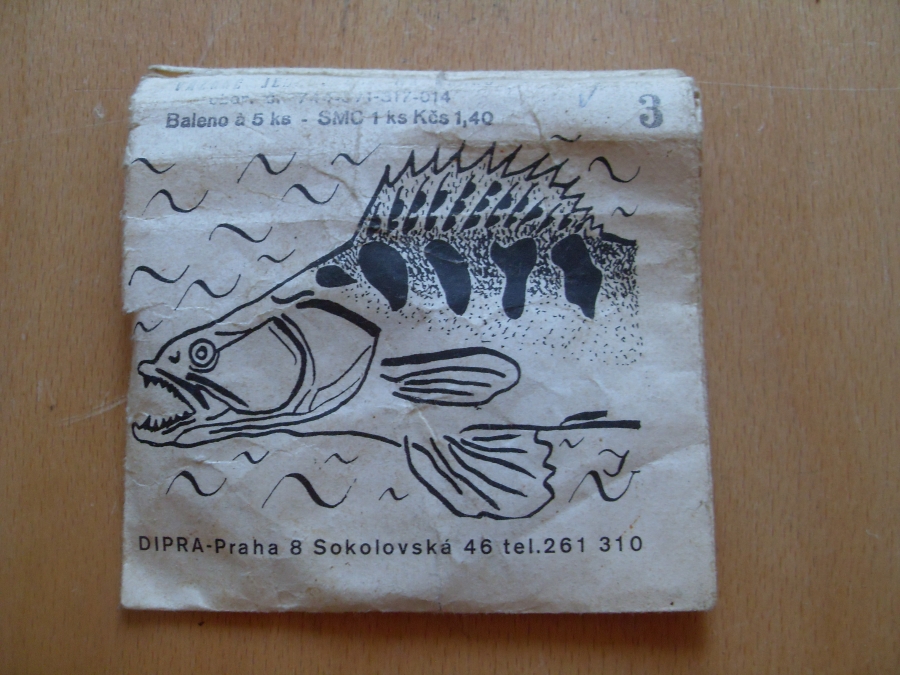 3
Baleno à 5 ks - SMC 1 ks Kčs 1,40
DIPRA-Praha 8 Sokolovská 46 tel.261 310